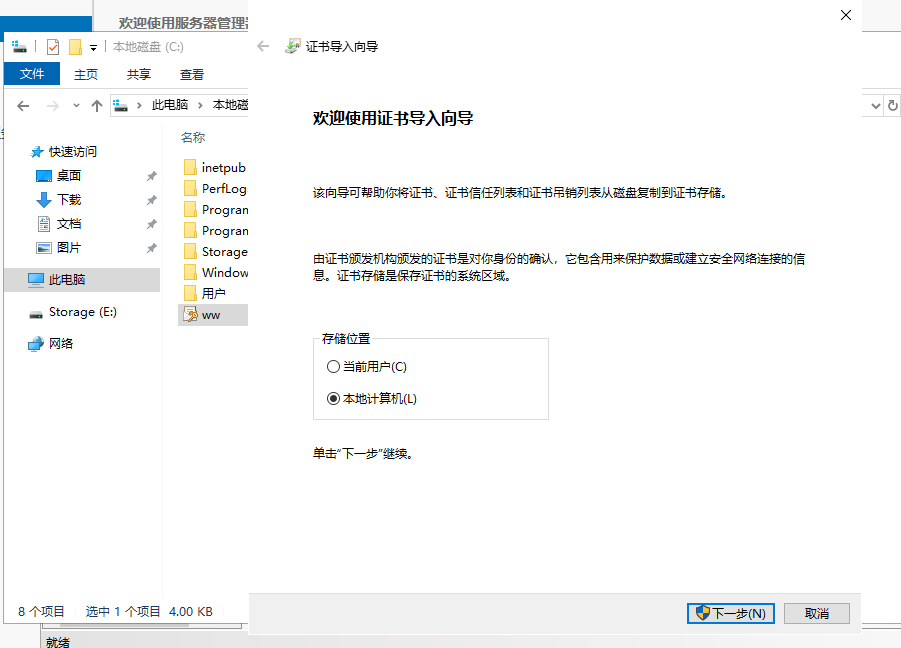 欢迎使用服务器管理器
本地磁盘 (C:)
文件
主页
共享
查看
此电脑
本地磁
名称
快速访问
桌面
下载
文档
图片
此电脑
Storage (E:)
网络
inetpub
PerfLog
Program
Program
Storage
Window
用户
ww
8 个项目
选中 1 个项目 4.00 KB
就绪
证书导入向导
欢迎使用证书导入向导
该向导可帮助你将证书、证书信任列表和证书吊销列表从磁盘复制到证书存储。
由证书颁发机构颁发的证书是对你身份的确认，它包含用来保护数据或建立安全网络连接的信
息。证书存储是保存证书的系统区域。
存储位置
当前用户(C)
本地计算机(L)
单击“下一步”继续。
下一步(N)
取消